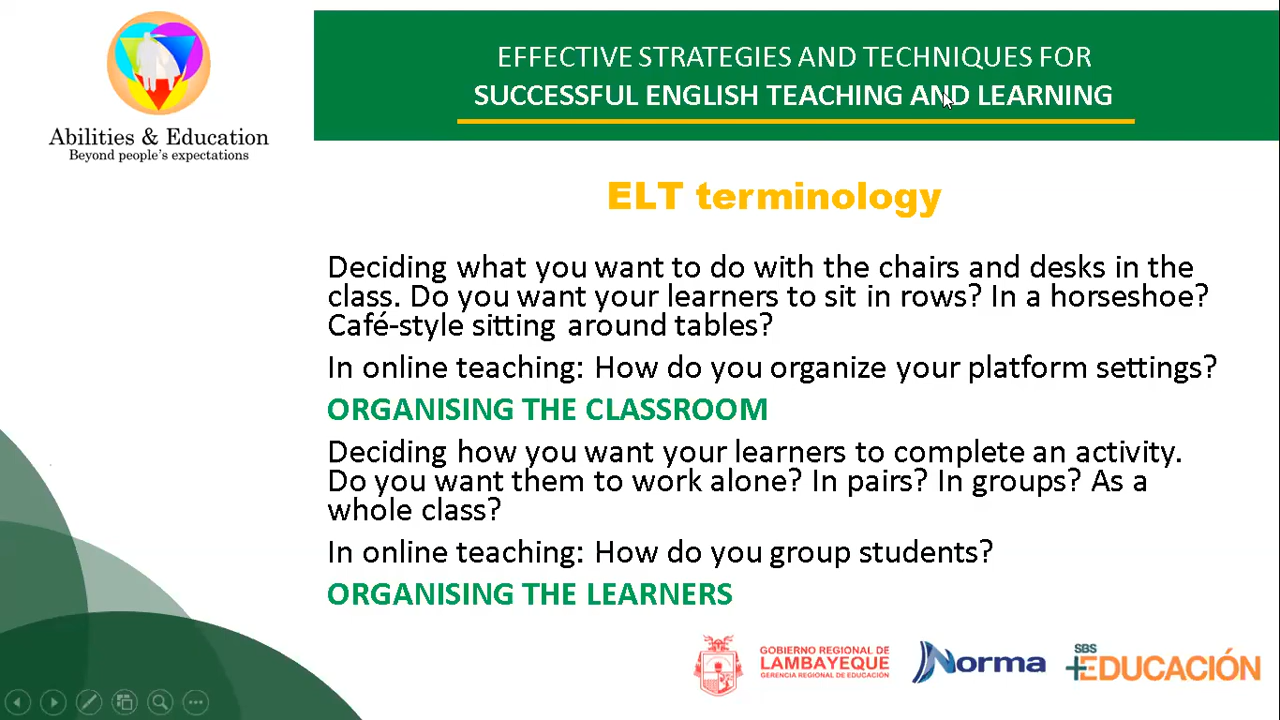 EFFECTIVE STRATEGIES AND TECHNIQUES FOR
SUCCESSFUL ENGLISH TEACHING AND LEARNING
Abilities & Education
Beyond people's expectations
ELT terminology
Deciding what you want to do with the chairs and desks in the
class. Do you want your learners to sit in rows? In a horseshoe?
Café-style sitting around tables?
In online teaching: How do you organize your platform settings?
ORGANISING THE CLASSROOM
Deciding how you want your learners to complete an activity.
Do you want them to work alone? In pairs? In groups? As a
whole class?
In online teaching: How do you group students?
ORGANISING THE LEARNERS
GOBIERNO REGIONAL DE
LAMBAYEQUE
GERENCIA REGIONAL DE EDUCACIÓN
Norma
SBS
EDUCACIÓN